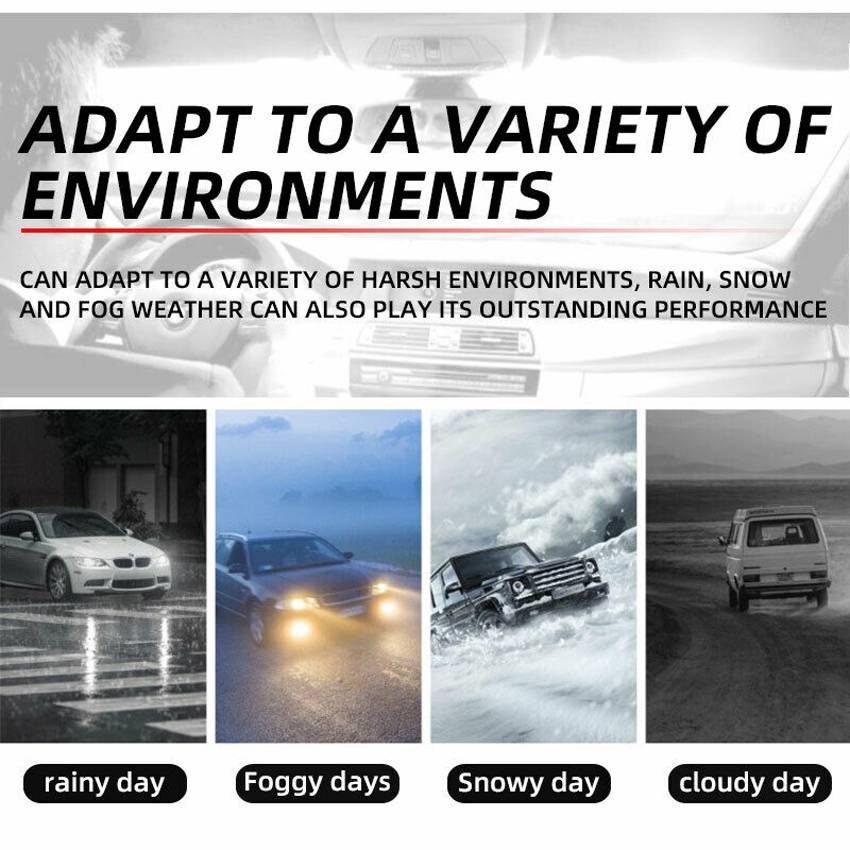 ADAPT TO A VARIETY OF
ENVIRONMENTS
CAN ADAPT TO A VARIETY OF HARSH ENVIRONMENTS, RAIN, SNOW
AND FOG WEATHER CAN ALSO PLAY ITS OUTSTANDING PERFORMANCE
rainy day
Foggy days
Snowy day
cloudy day